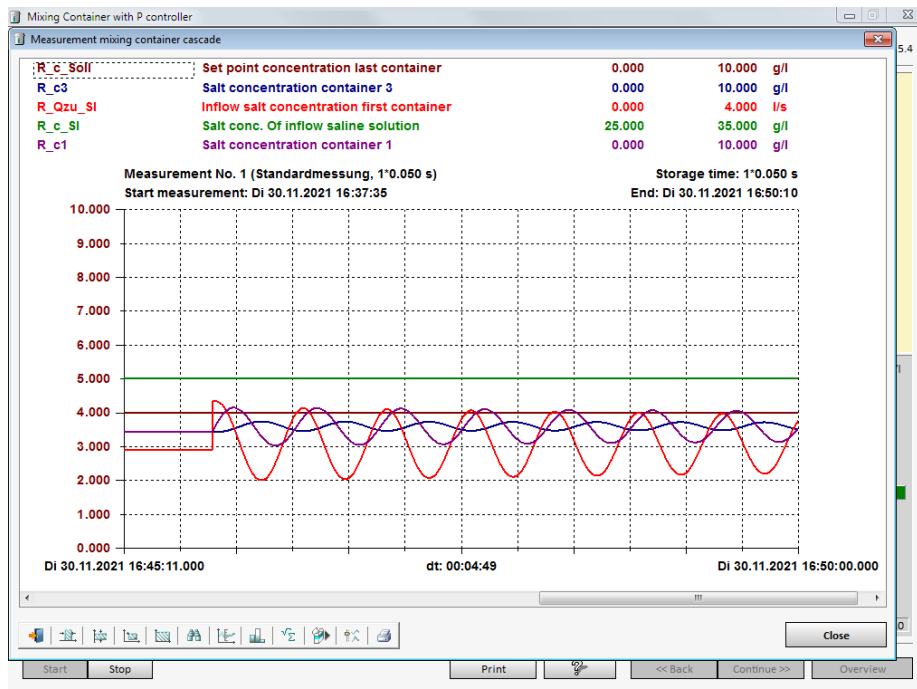 Mixing Container with P controller
Measurement mixing container cascade
5.4
R_c_Soll Set point concentration last container 0.000 10.000 g/l
R_c3 Salt concentration container 3 0.000 10.000 g/l
R_Qzu_Sl Inflow salt concentration first container 0.000 4.000 l/s
R_c_Sl Salt conc. Of inflow saline solution 25.000 35.000 g/l
R_c1 Salt concentration container 1 0.000 10.000 g/l
Measurement No. 1 (Standardmessung, 1*0.050 s) Storage time: 1*0.050 s
Start measurement: Di 30.11.2021 16:37:35 End: Di 30.11.2021 16:50:10
10.000
9.000
8.000
7.000
6.000
5.000
4.000
3.000
2.000
1.000
0.000
Di 30.11.2021 16:45:11.000 dt: 00:04:49 Di 30.11.2021 16:50:00.000
Close
Start Stop Print << Back Continue >> Overview